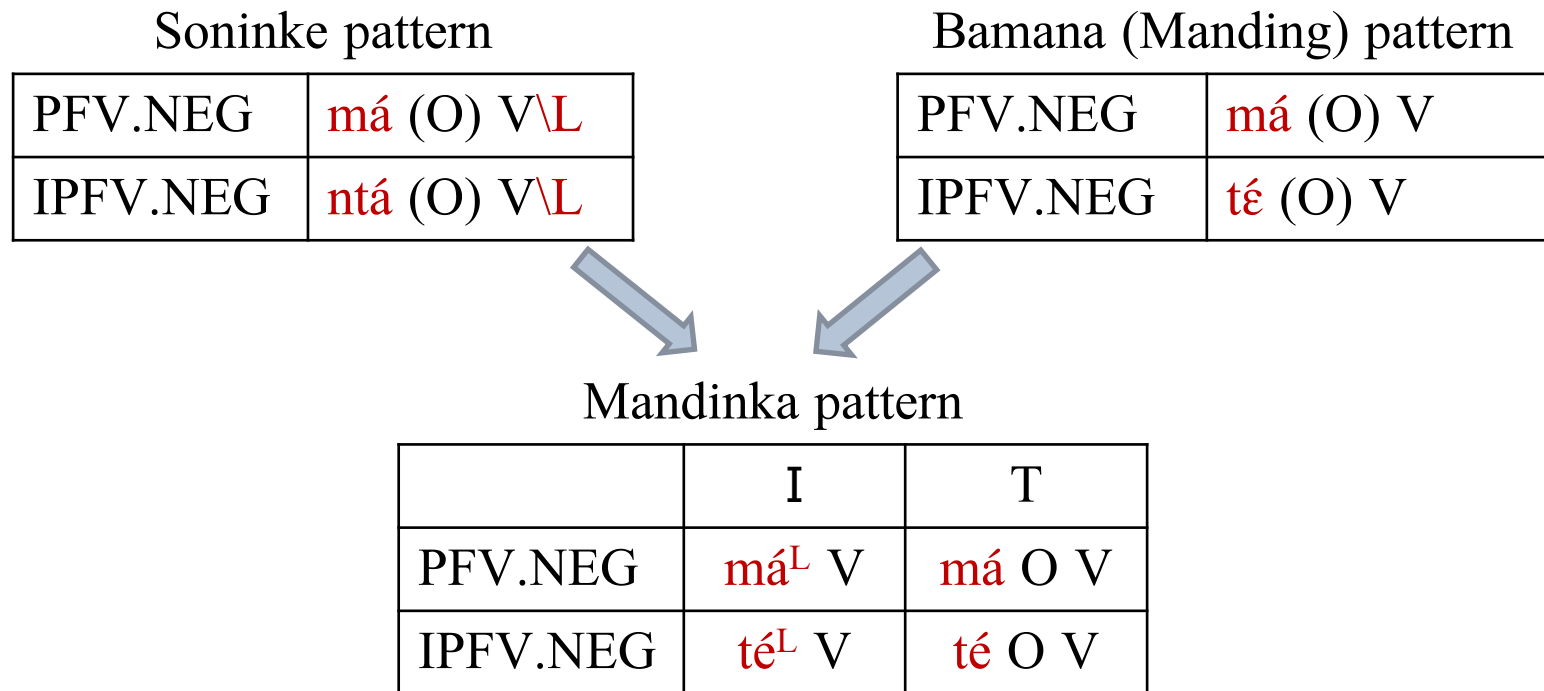 Soninke pattern
PFV.NEG má (O) V\L
IPFV.NEG ntá (O) V\L
Bamana (Manding) pattern
PFV.NEG má (O) V
IPFV.NEG tɛ́ (O) V
Mandinka pattern
I T
PFV.NEG máᴸ V má O V
IPFV.NEG téᴸ V té O V